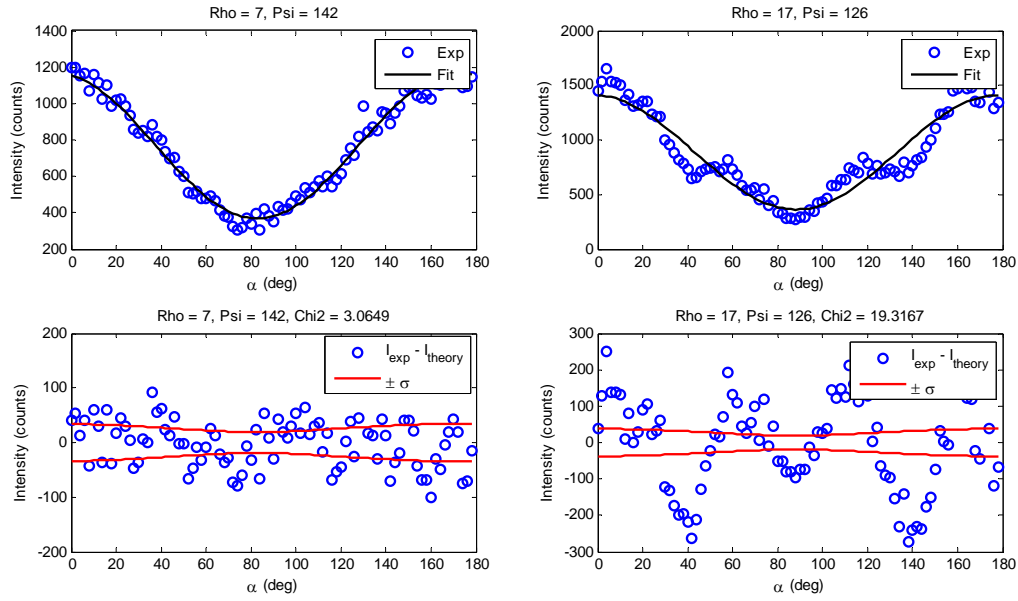 Rho = 7, Psi = 142
1400
1200
1000
800
600
400
200
0 20 40 60 80 100 120 140 160 180
Intensity (counts)
α (deg)
Exp
Fit
Rho = 17, Psi = 126
2000
1500
1000
500
0
0 20 40 60 80 100 120 140 160 180
Intensity (counts)
α (deg)
Exp
Fit
Rho = 7, Psi = 142, Chi2 = 3.0649
200
100
0
-100
-200
0 20 40 60 80 100 120 140 160 180
Intensity (counts)
α (deg)
I_exp - I_theory
± σ
Rho = 17, Psi = 126, Chi2 = 19.3167
300
200
100
0
-100
-200
-300
0 20 40 60 80 100 120 140 160 180
Intensity (counts)
α (deg)
I_exp - I_theory
± σ